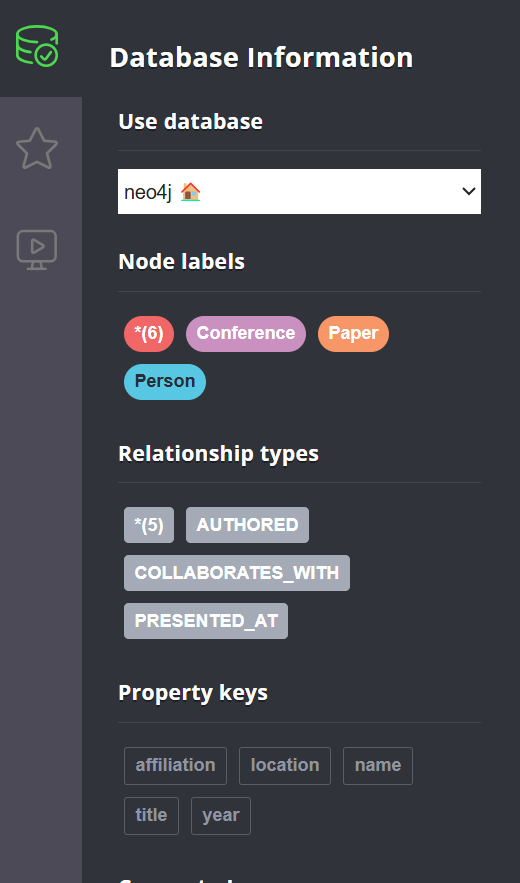 Database Information
Use database
neo4j 🏠
Node labels
*(6) Conference Paper
Person
Relationship types
*(5) AUTHORED
COLLABORATES_WITH
PRESENTED_AT
Property keys
affiliation location name
title year